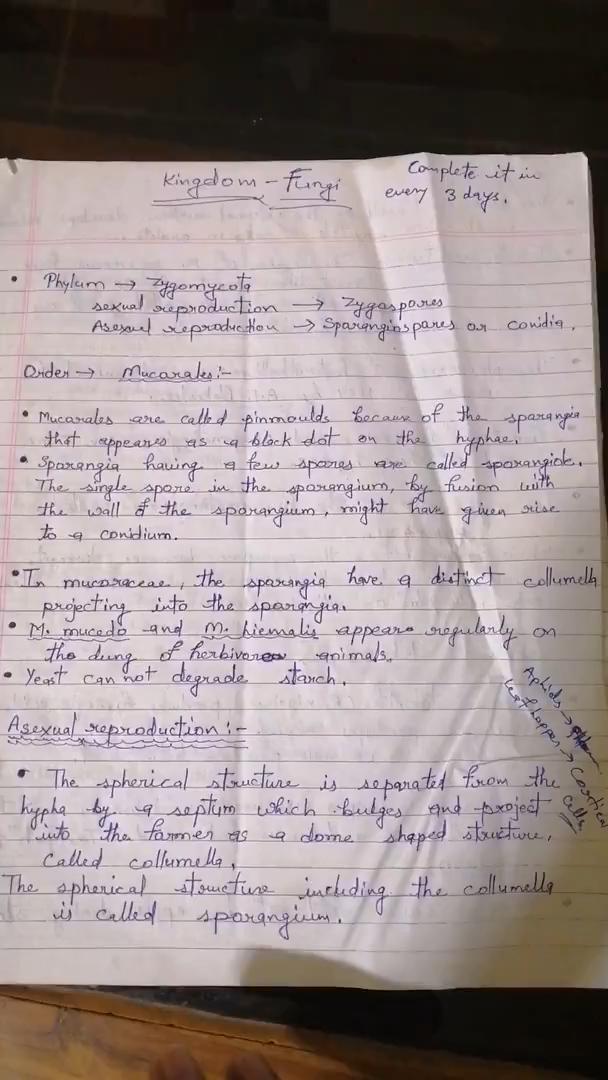 Kingdom - Fungi
Complete it in
every 3 days.
• Phylum → Zygomycota
sexual reproduction → Zygospores
Asexual reproduction → Sporangiospores or conidia.
Order → Mucorales :-
• Mucorales are called pinmoulds because of the sporangia
that appears as a black dot on the hyphae.
• Sporangia having a few spores are called sporangiole.
The single spore in the sporangium, by fusion with
the wall of the sporangium, might have given rise
to a conidium.
• In mucoraceae, the sporangia have a distinct collumella
projecting into the sporangia.
• M. mucedo and M. hiemalis appears regularly on
the dung of herbivores animals.
• Yeast can not degrade starch.
Aphids →
Leaf hopper → Cortical
cells
Asexual reproduction :-
• The spherical structure is separated from the
hypha by a septum which bulges and project
into the farmer as a dome shaped structure,
Called collumella,
The spherical structure including the collumella
is called sporangium.